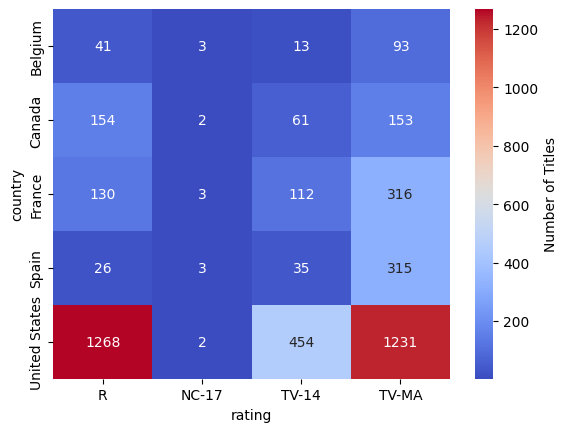 Belgium 41 3 13 93
Canada 154 2 61 153
France 130 3 112 316
Spain 26 3 35 315
United States 1268 2 454 1231
R NC-17 TV-14 TV-MA
rating
country
1200
1000
800
600
400
200
Number of Titles